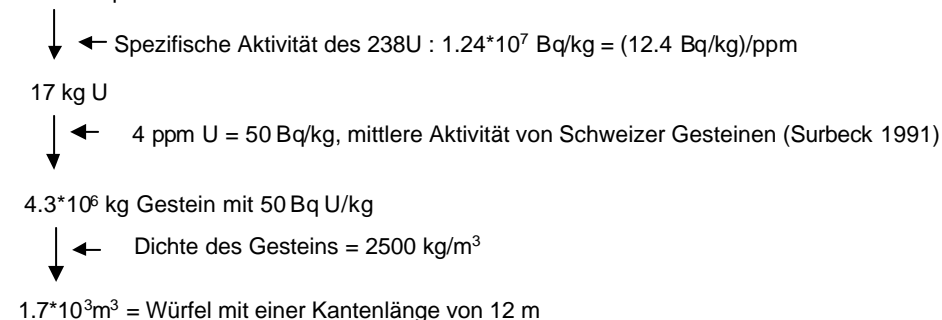 Spezifische Aktivität des 238U : 1.24*10⁷ Bq/kg = (12.4 Bq/kg)/ppm
17 kg U
4 ppm U = 50 Bq/kg, mittlere Aktivität von Schweizer Gesteinen (Surbeck 1991)
4.3*10⁶ kg Gestein mit 50 Bq U/kg
Dichte des Gesteins = 2500 kg/m³
1.7*10³m³ = Würfel mit einer Kantenlänge von 12 m